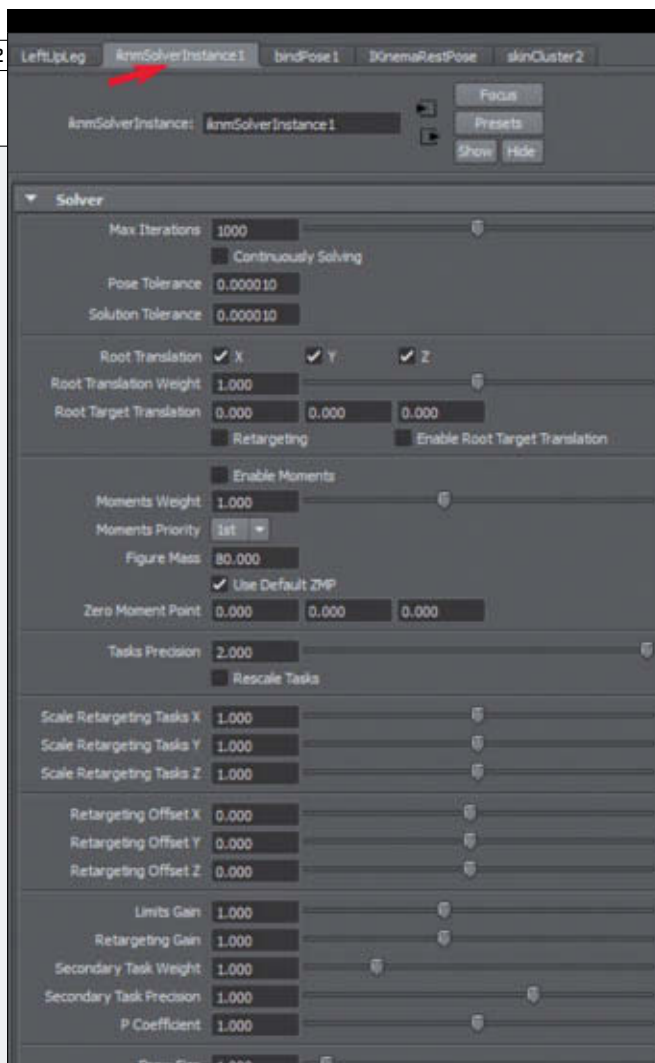 2
LeftUpLeg iknmSolverInstance1 bindPose1 IKinemaRestPose skinCluster2
Focus
iknmSolverInstance: iknmSolverInstance1
Presets
Show Hide
Solver
Max Iterations 1000
Continuously Solving
Pose Tolerance 0.000010
Solution Tolerance 0.000010
Root Translation X Y Z
Root Translation Weight 1.000
Root Target Translation 0.000 0.000 0.000
Retargeting Enable Root Target Translation
Enable Moments
Moments Weight 1.000
Moments Priority 1st
Figure Mass 80.000
Use Default ZMP
Zero Moment Point 0.000 0.000 0.000
Tasks Precision 2.000
Rescale Tasks
Scale Retargeting Tasks X 1.000
Scale Retargeting Tasks Y 1.000
Scale Retargeting Tasks Z 1.000
Retargeting Offset X 0.000
Retargeting Offset Y 0.000
Retargeting Offset Z 0.000
Limits Gain 1.000
Retargeting Gain 1.000
Secondary Task Weight 1.000
Secondary Task Precision 1.000
P Coefficient 1.000